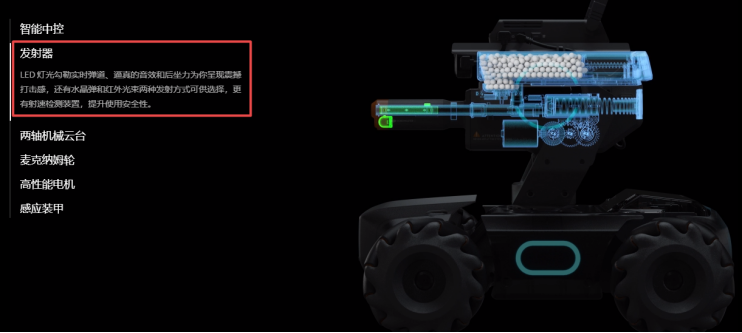 智能中控
发射器
LED 灯光勾勒实时弹道、逼真的音效和后坐力为你呈现震撼
打击感，还有水晶弹和红外光束两种发射方式可供选择，更
有射速检测装置，提升使用安全性。
两轴机械云台
麦克纳姆轮
高性能电机
感应装甲